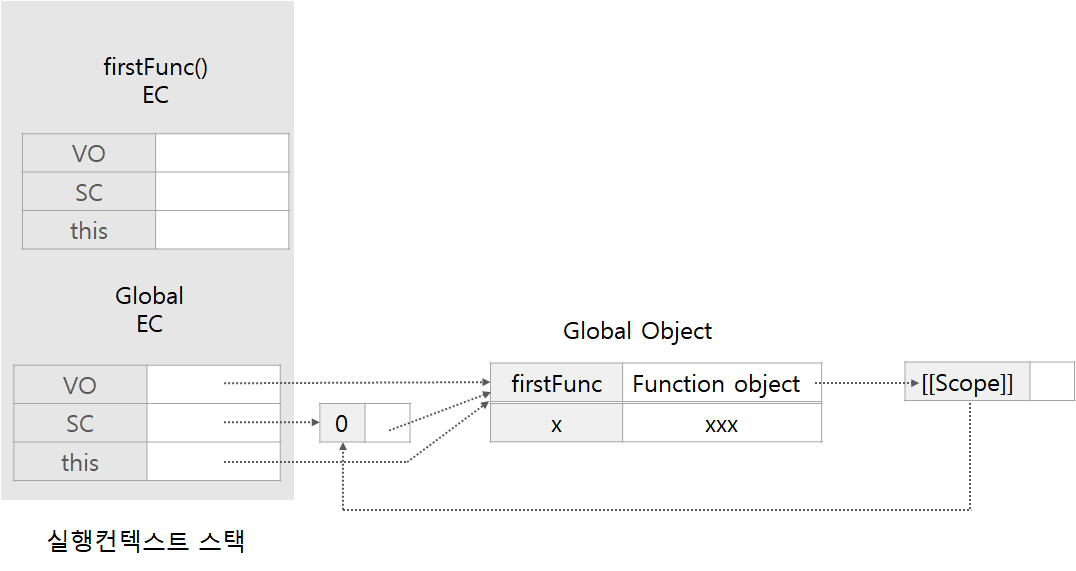 firstFunc()
EC
VO
SC
this
Global
EC
VO
SC
this
0
Global Object
firstFunc Function object
x xxx
[[Scope]]
실행컨텍스트 스택